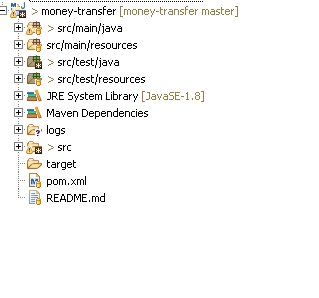 > money-transfer [money-transfer master]
> src/main/java
src/main/resources
> src/test/java
> src/test/resources
JRE System Library [JavaSE-1.8]
Maven Dependencies
logs
> src
target
pom.xml
README.md